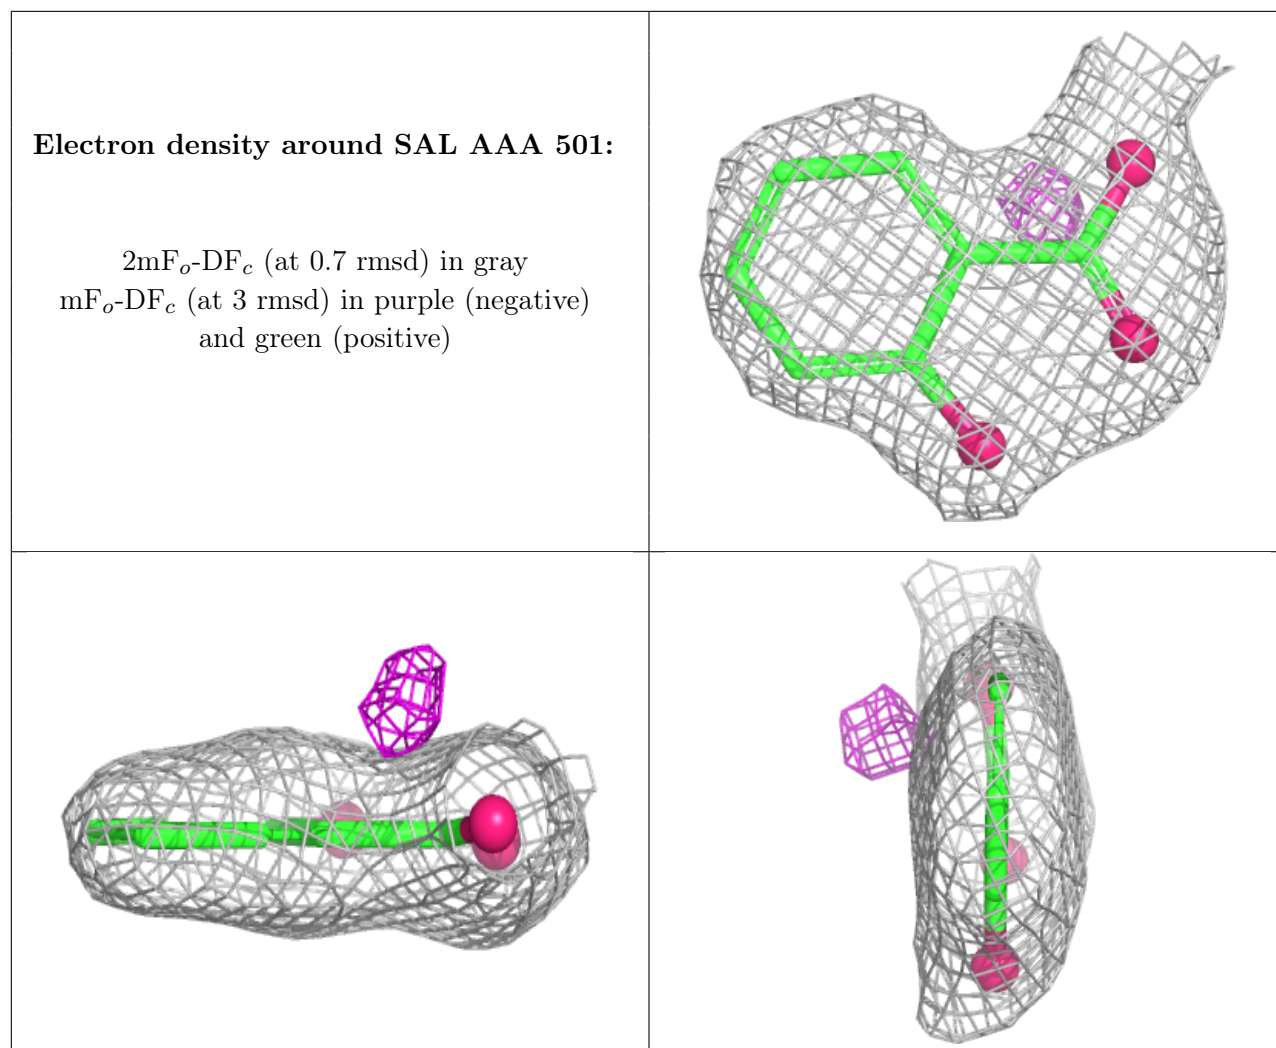 Electron density around SAL AAA 501:
2mFo-DFc (at 0.7 rmsd) in gray
mFo-DFc (at 3 rmsd) in purple (negative)
and green (positive)